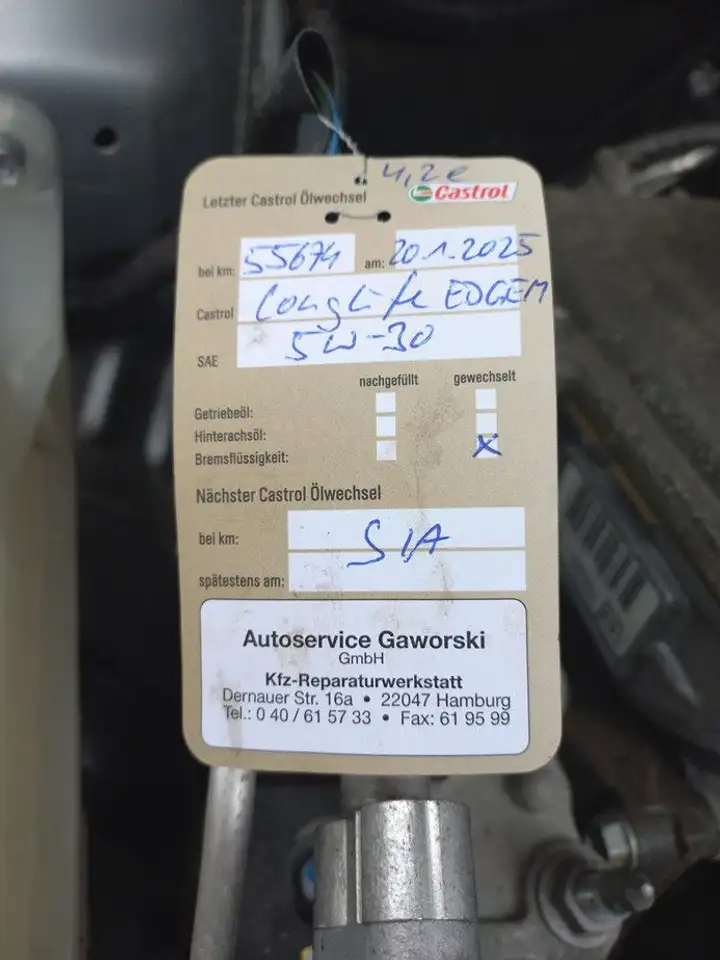 4,2l
Letzter Castrol Ölwechsel Castrol
bei km: 55674 am: 20.1.2025
Castrol LongLife EDGE M
SAE 5W-30
nachgefüllt gewechselt
Getriebeöl:
Hinterachsöl:
Bremsflüssigkeit: X
Nächster Castrol Ölwechsel
bei km: SIA
spätestens am:
Autoservice Gaworski
GmbH
Kfz-Reparaturwerkstatt
Dernauer Str. 16a • 22047 Hamburg
Tel.: 0 40 / 61 57 33 • Fax: 61 95 99